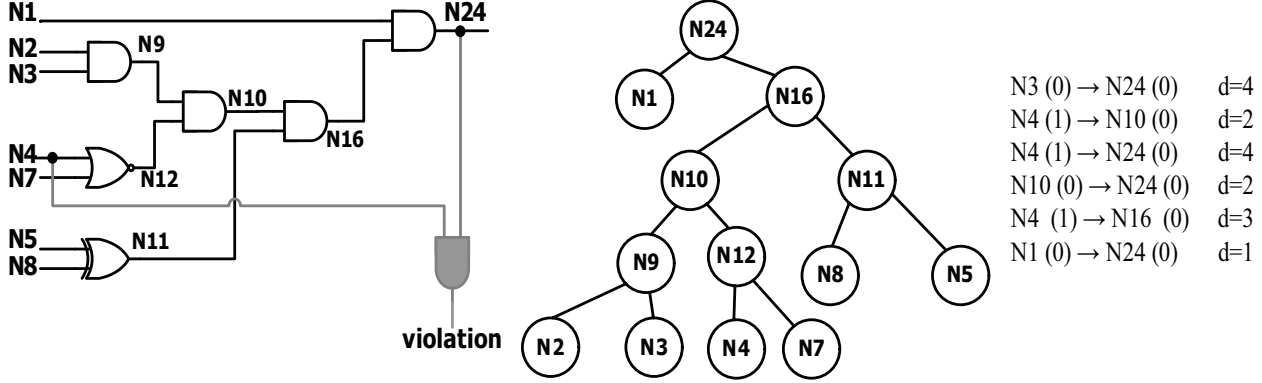 N1
N24
N2
N9
N3
N10
N16
N4
N7
N12
N5
N11
N8
violation
N24
N1
N16
N10
N11
N9
N12
N8
N5
N2
N3
N4
N7
N3 (0) → N24 (0) d=4
N4 (1) → N10 (0) d=2
N4 (1) → N24 (0) d=4
N10 (0) → N24 (0) d=2
N4 (1) → N16 (0) d=3
N1 (0) → N24 (0) d=1